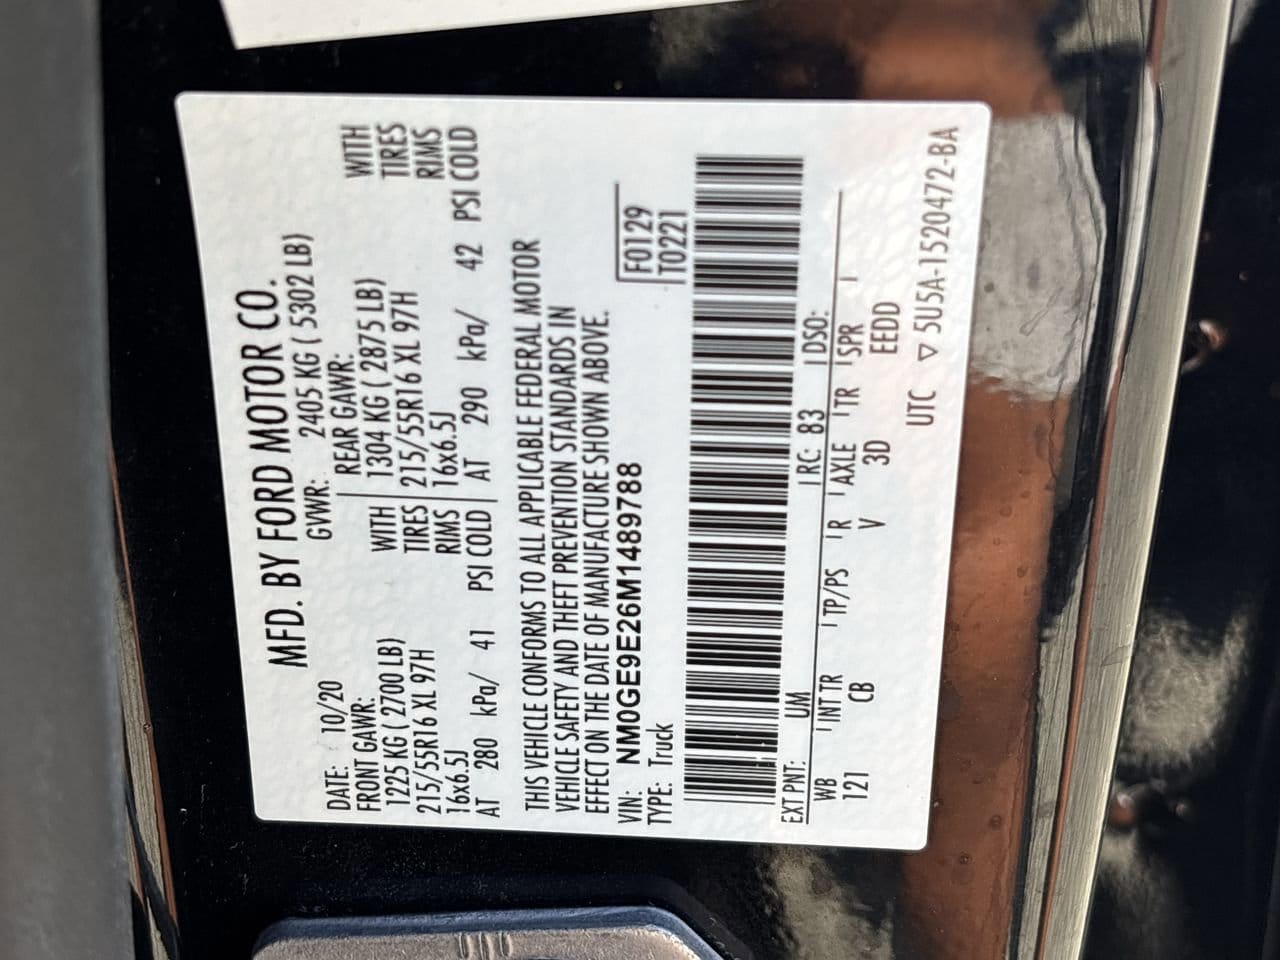 MFD. BY FORD MOTOR CO.
DATE: 10/20 GVWR: 2405 KG ( 5302 LB)
FRONT GAWR: REAR GAWR:
1225 KG ( 2700 LB) WITH 1304 KG ( 2875 LB) WITH
215/55R16 XL 97H TIRES 215/55R16 XL 97H TIRES
16x6.5J RIMS 16x6.5J RIMS
AT 280 kPa/ 41 PSI COLD AT 290 kPa/ 42 PSI COLD
THIS VEHICLE CONFORMS TO ALL APPLICABLE FEDERAL MOTOR
VEHICLE SAFETY AND THEFT PREVENTION STANDARDS IN
EFFECT ON THE DATE OF MANUFACTURE SHOWN ABOVE.
VIN: NM0GE9E26M1489788 F0129
TYPE: Truck T0221
EXT PNT: UM RC: 83 DSO:
WB INT TR TP/PS R AXLE TR SPR
121 CB V 3D EEDD
UTC ▽ 5U5A-1520472-BA